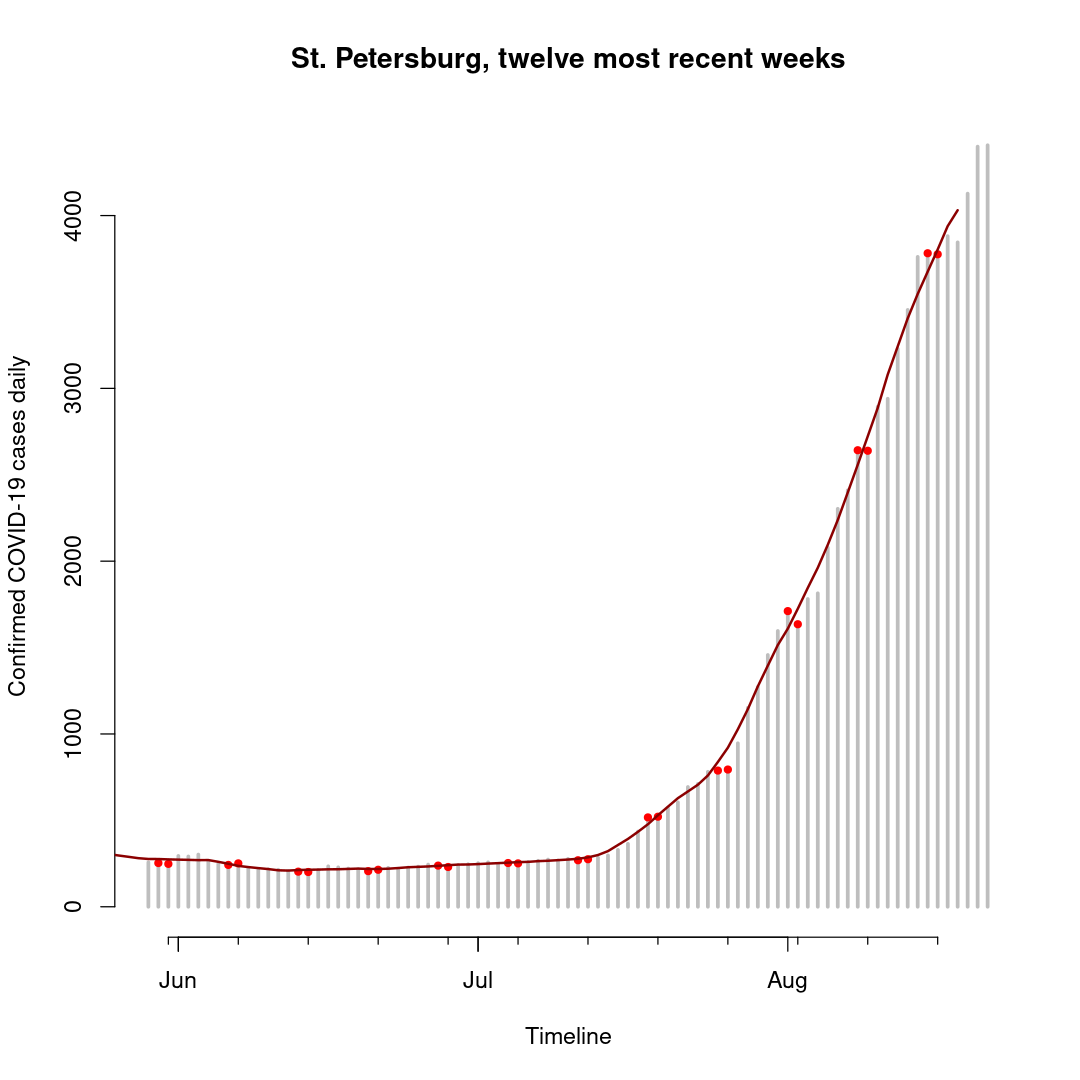 St. Petersburg, twelve most recent weeks
Confirmed COVID-19 cases daily
4000
3000
2000
1000
0
Jun Jul Aug
Timeline